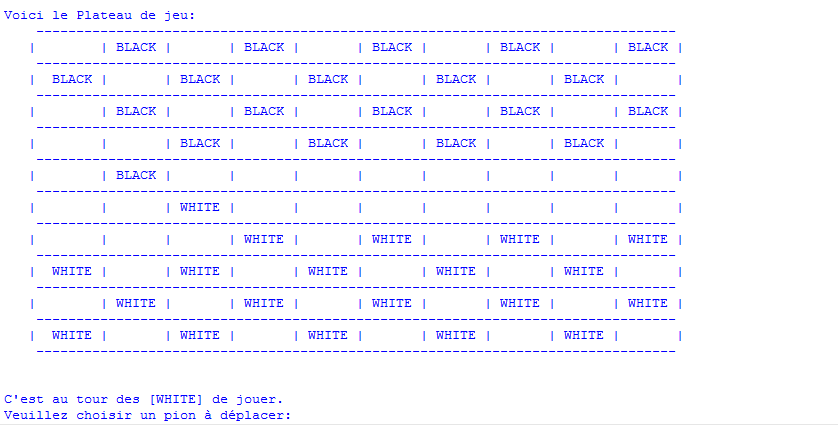 Voici le Plateau de jeu:
--------------------------------------------------------------------------------
|         | BLACK |         | BLACK |         | BLACK |         | BLACK |         | BLACK |
--------------------------------------------------------------------------------
|  BLACK |         | BLACK |         | BLACK |         | BLACK |         | BLACK |         |
--------------------------------------------------------------------------------
|         | BLACK |         | BLACK |         | BLACK |         | BLACK |         | BLACK |
--------------------------------------------------------------------------------
|         |         | BLACK |         | BLACK |         | BLACK |         | BLACK |         |
--------------------------------------------------------------------------------
|         | BLACK |         |         |         |         |         |         |         |         |
--------------------------------------------------------------------------------
|         |         | WHITE |         |         |         |         |         |         |         |
--------------------------------------------------------------------------------
|         |         |         | WHITE |         | WHITE |         | WHITE |         | WHITE |
--------------------------------------------------------------------------------
|  WHITE |         | WHITE |         | WHITE |         | WHITE |         | WHITE |         |
--------------------------------------------------------------------------------
|         | WHITE |         | WHITE |         | WHITE |         | WHITE |         | WHITE |
--------------------------------------------------------------------------------
|  WHITE |         | WHITE |         | WHITE |         | WHITE |         | WHITE |         |
--------------------------------------------------------------------------------
C'est au tour des [WHITE] de jouer.
Veuillez choisir un pion à déplacer: